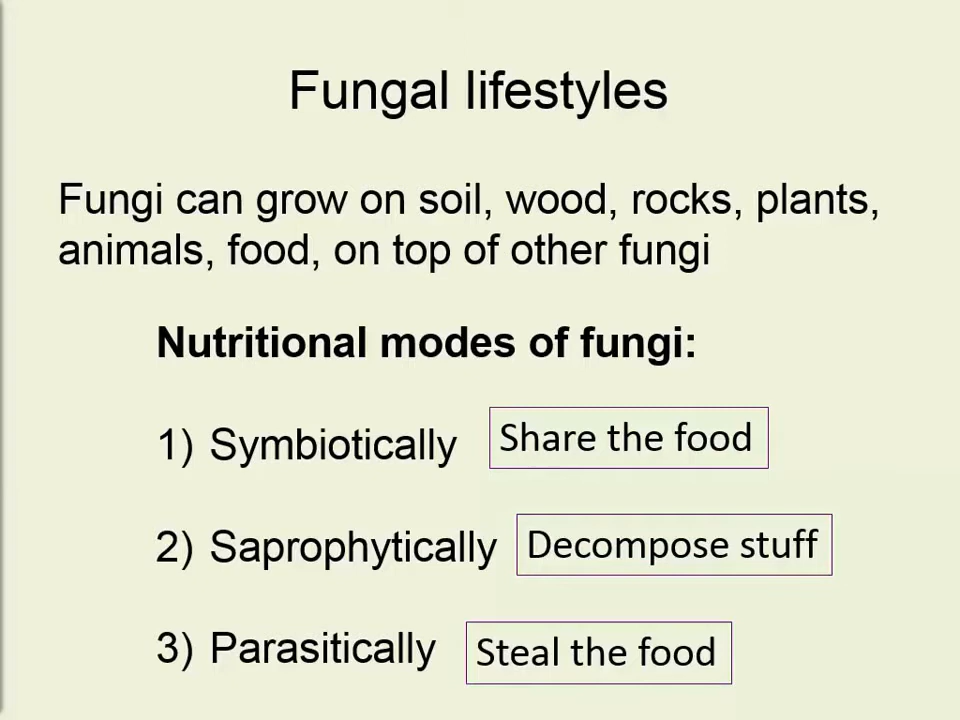 Fungal lifestyles
Fungi can grow on soil, wood, rocks, plants,
animals, food, on top of other fungi
Nutritional modes of fungi:
1) Symbiotically Share the food
2) Saprophytically Decompose stuff
3) Parasitically Steal the food